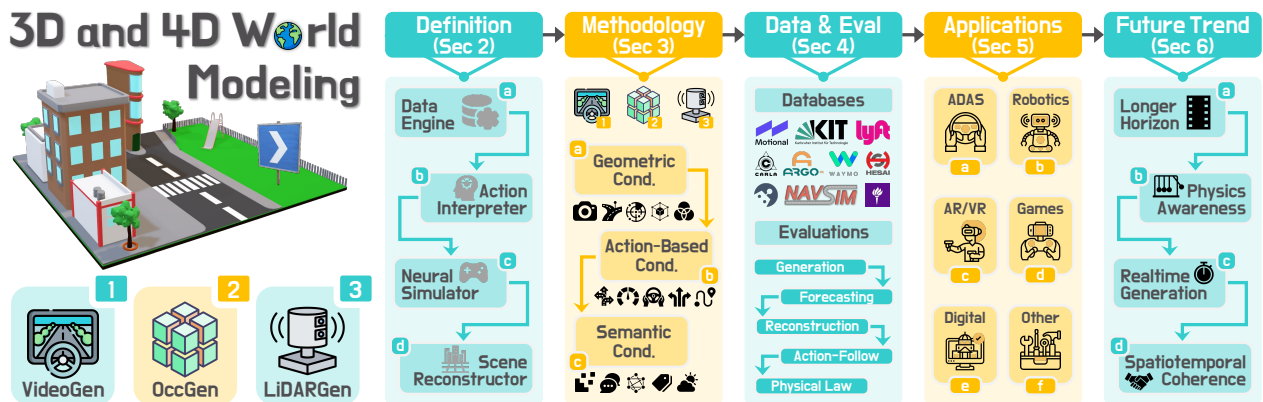 3D and 4D World
Modeling
1
VideoGen
2
OccGen
3
LiDARGen
Definition
(Sec 2)
a
Data
Engine
b
Action
Interpreter
c
Neural
Simulator
d
Scene
Reconstructor
Methodology
(Sec 3)
1
2
3
a
Geometric
Cond.
Action-Based
Cond.
b
Semantic
Cond.
c
Data & Eval
(Sec 4)
Databases
Motional
KIT
Karlsruher Institut für Technologie
Lyft
CARLA
ARGO
WAYMO
HESAI
NAVSIM
Evaluations
Generation
Forecasting
Reconstruction
Action-Follow
Physical Law
Applications
(Sec 5)
ADAS
a
Robotics
b
AR/VR
c
Games
d
Digital
e
Other
f
Future Trend
(Sec 6)
a
Longer
Horizon
b
Physics
Awareness
c
Realtime
Generation
d
Spatiotemporal
Coherence